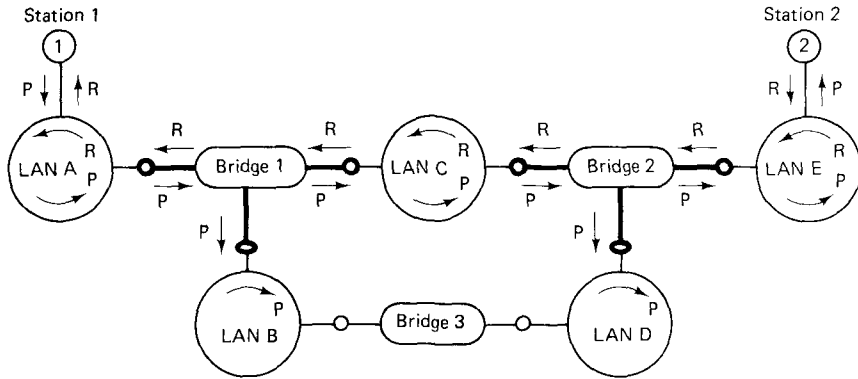 Station 1
Station 2
1
2
P
R
R
P
R
R
R
R
LAN A
R
P
Bridge 1
LAN C
R
P
Bridge 2
LAN E
R
P
P
P
P
P
P
P
P
LAN B
Bridge 3
P
LAN D